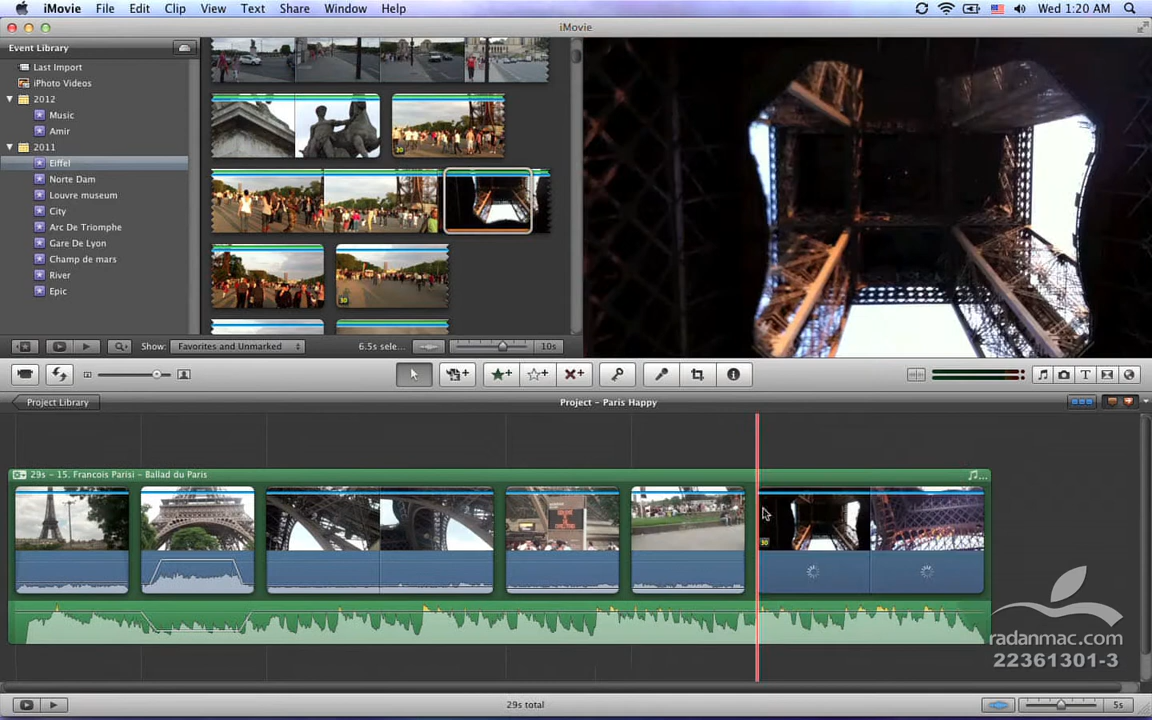 iMovie File Edit Clip View Text Share Window Help Wed 1:20 AM
iMovie
Event Library
Last Import
iPhoto Videos
2012
Music
Amir
2011
Eiffel
Norte Dam
Louvre museum
City
Arc De Triomphe
Gare De Lyon
Champ de mars
River
Epic
30
30
Show: Favorites and Unmarked 6.5s sele... 10s
Project Library
Project - Paris Happy
29s - 15. Francois Parisi - Ballad du Paris
30
radanmac.com
22361301-3
29s total
5s